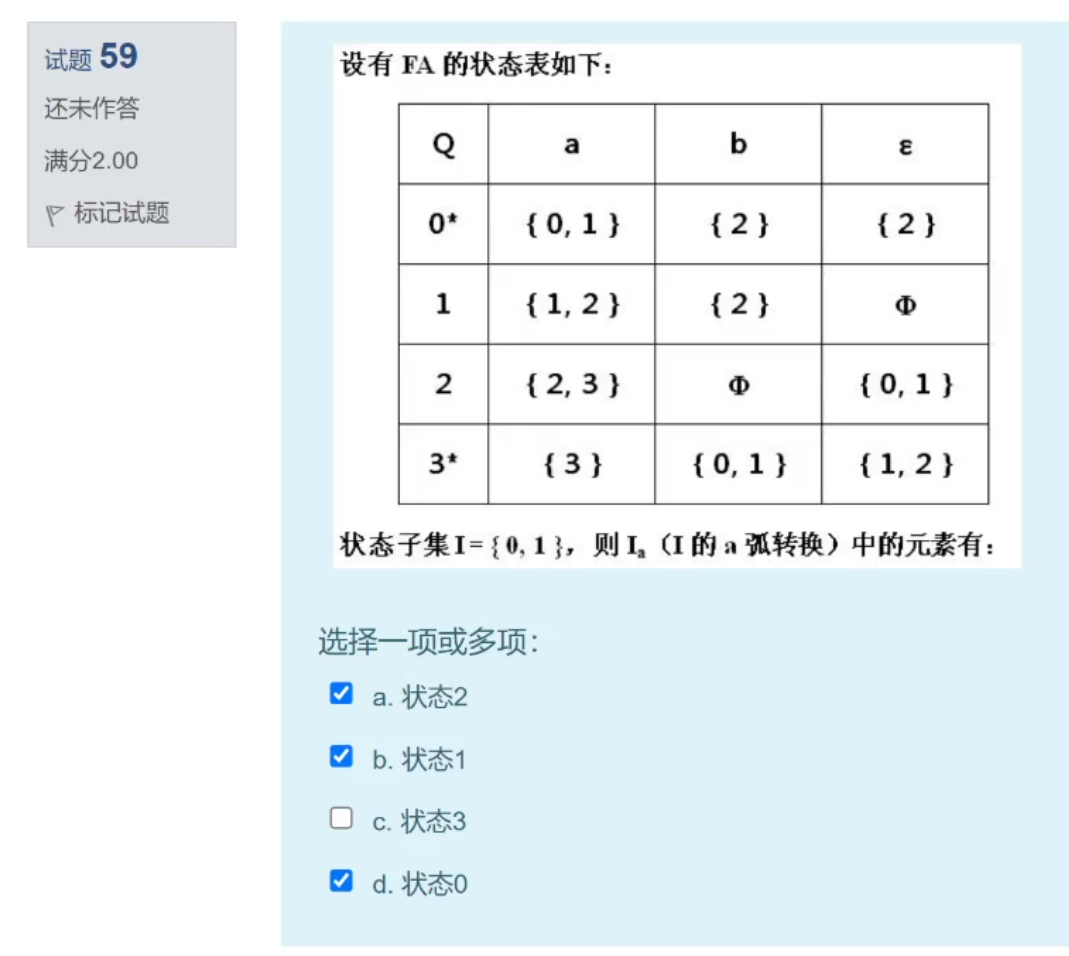 试题 59
还未作答
满分2.00
标记试题
设有 FA 的状态表如下：
Q a b ε
0* { 0, 1 } { 2 } { 2 }
1 { 1, 2 } { 2 } Φ
2 { 2, 3 } Φ { 0, 1 }
3* { 3 } { 0, 1 } { 1, 2 }
状态子集 I = { 0, 1 }，则 Iₐ（I 的 a 弧转换）中的元素有：
选择一项或多项：
a. 状态2
b. 状态1
c. 状态3
d. 状态0